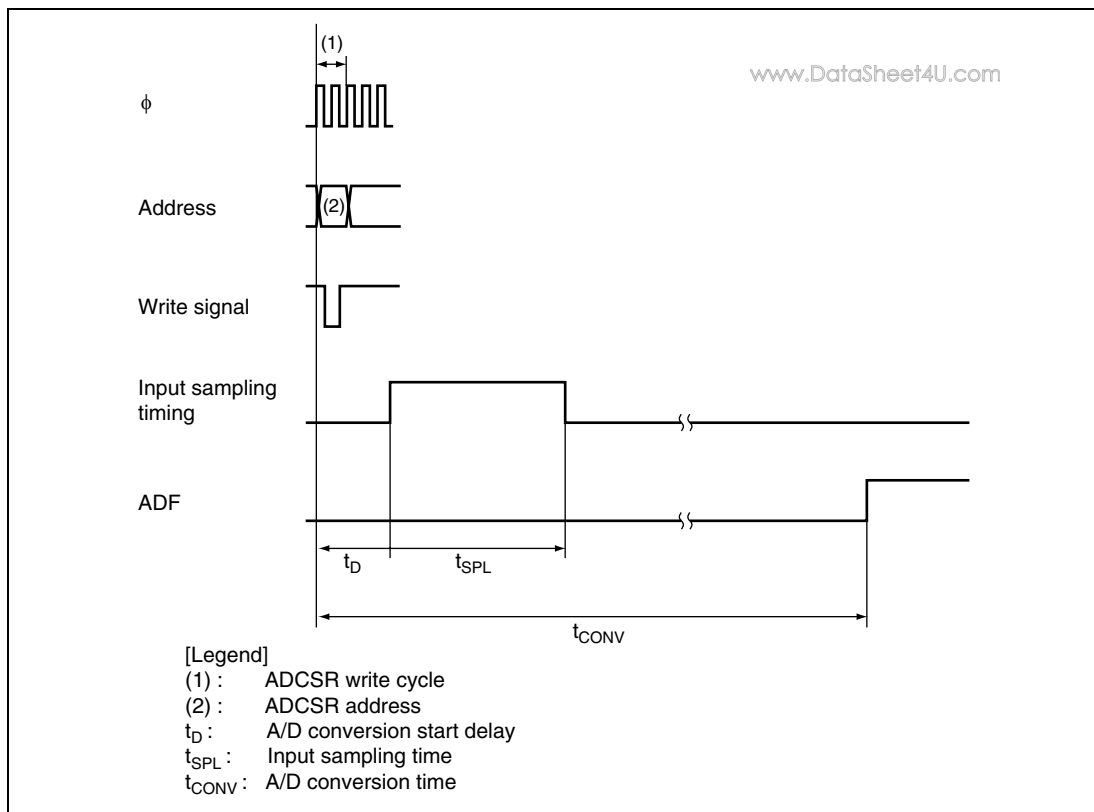 (1)
www.DataSheet4U.com
ϕ
Address
(2)
Write signal
Input sampling
timing
ADF
tD
tSPL
tCONV
[Legend]
(1) : ADCSR write cycle
(2) : ADCSR address
tD : A/D conversion start delay
tSPL : Input sampling time
tCONV : A/D conversion time